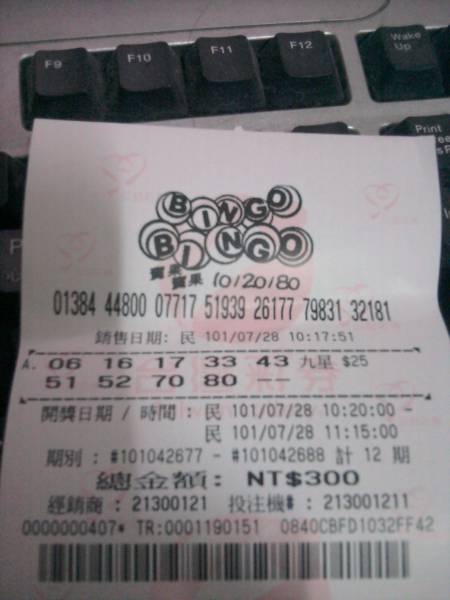 F9 F10 F11 F12 Wake Up
Print
BINGO
BINGO
賓果
賓果 10/20/80
01384 44800 07717 51939 26177 79831 32181
銷售日期: 民 101/07/28 10:17:51
A. 06 16 17 33 43 九星 $25
51 52 70 80 -- --
開獎日期 / 時間 : 民 101/07/28 10:20:00 -
民 101/07/28 11:15:00
期別 : #101042677 - #101042688 計 12 期
總金額: NT$300
經銷商 : 21300121 投注機# : 213001211
0000000407* TR:0001190151 0840CBFD1032FF42